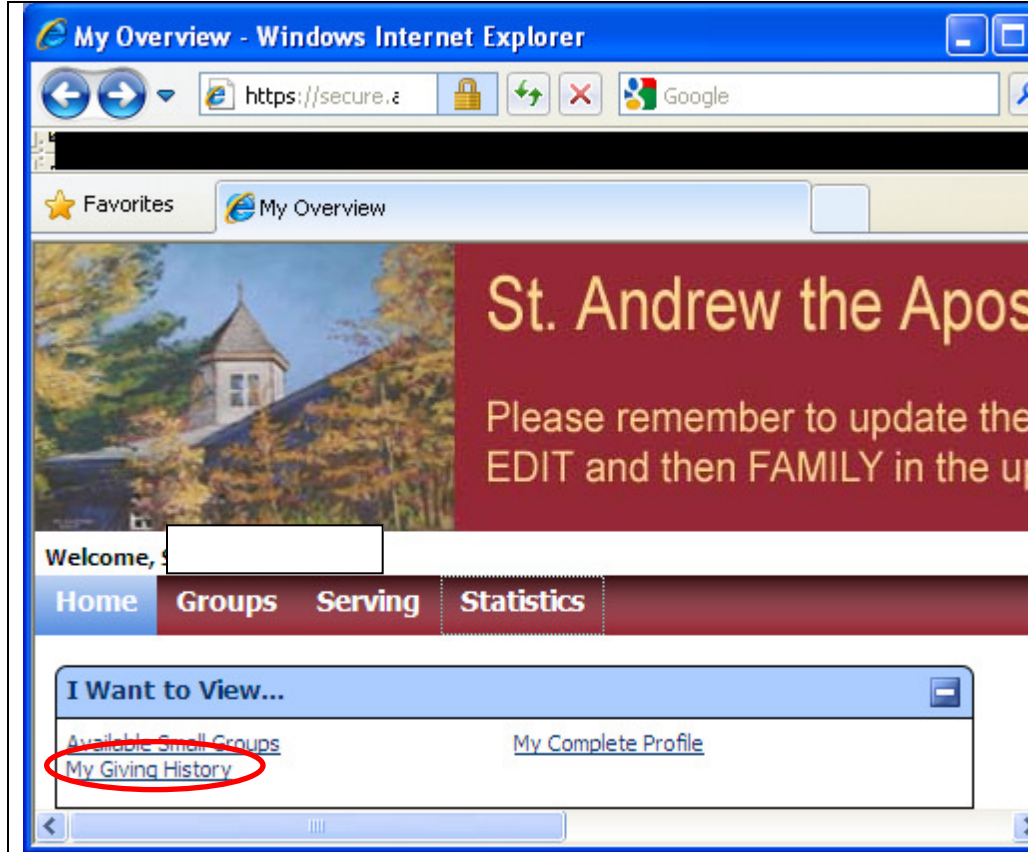 My Overview - Windows Internet Explorer
https://secure.a
Google
Favorites
My Overview
St. Andrew the Apos
Please remember to update the
EDIT and then FAMILY in the u
Welcome,
Home Groups Serving Statistics
I Want to View...
Available Small Groups My Complete Profile
My Giving History